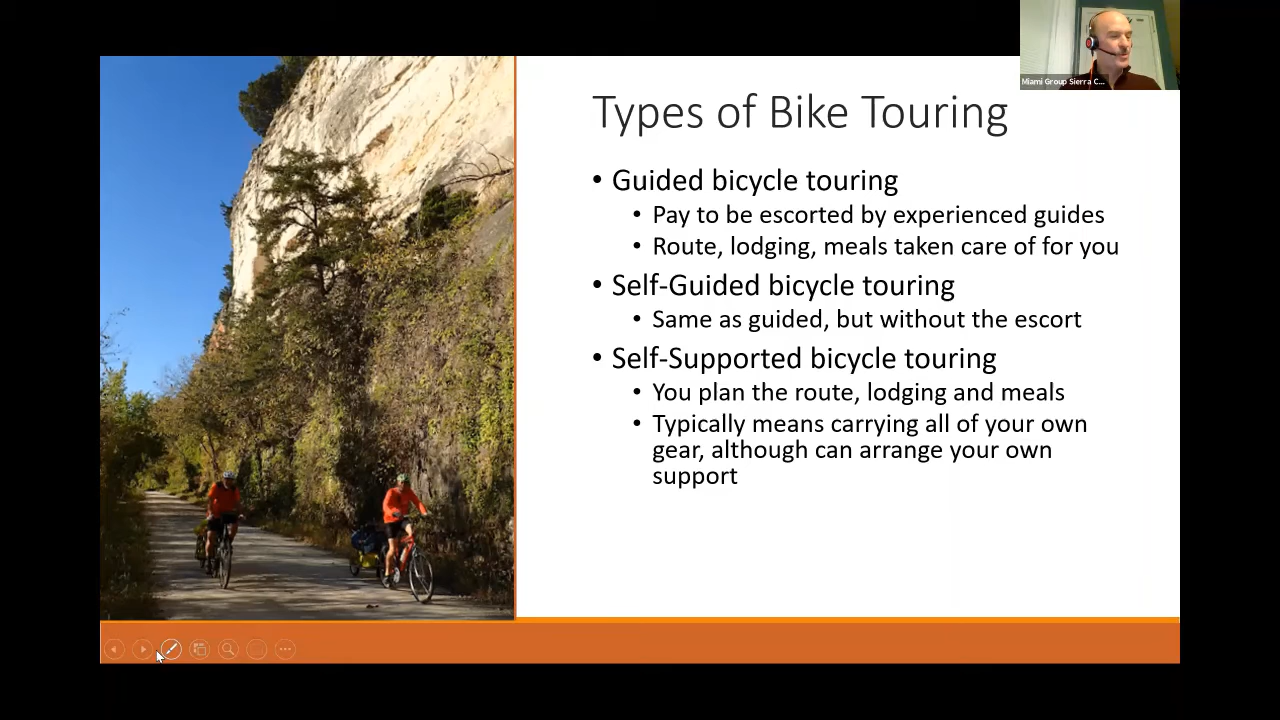 Miami Group Sierra C...
Types of Bike Touring
• Guided bicycle touring
• Pay to be escorted by experienced guides
• Route, lodging, meals taken care of for you
• Self-Guided bicycle touring
• Same as guided, but without the escort
• Self-Supported bicycle touring
• You plan the route, lodging and meals
• Typically means carrying all of your own
gear, although can arrange your own
support